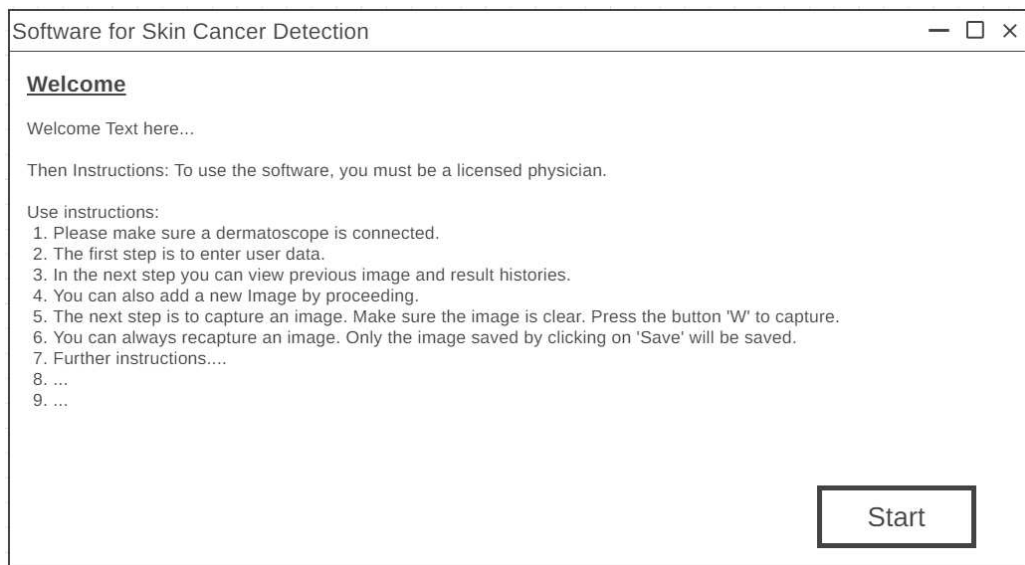 Software for Skin Cancer Detection
Welcome
Welcome Text here...
Then Instructions: To use the software, you must be a licensed physician.
Use instructions:
1. Please make sure a dermatoscope is connected.
2. The first step is to enter user data.
3. In the next step you can view previous image and result histories.
4. You can also add a new Image by proceeding.
5. The next step is to capture an image. Make sure the image is clear. Press the button 'W' to capture.
6. You can always recapture an image. Only the image saved by clicking on 'Save' will be saved.
7. Further instructions....
8. ...
9. ...
Start